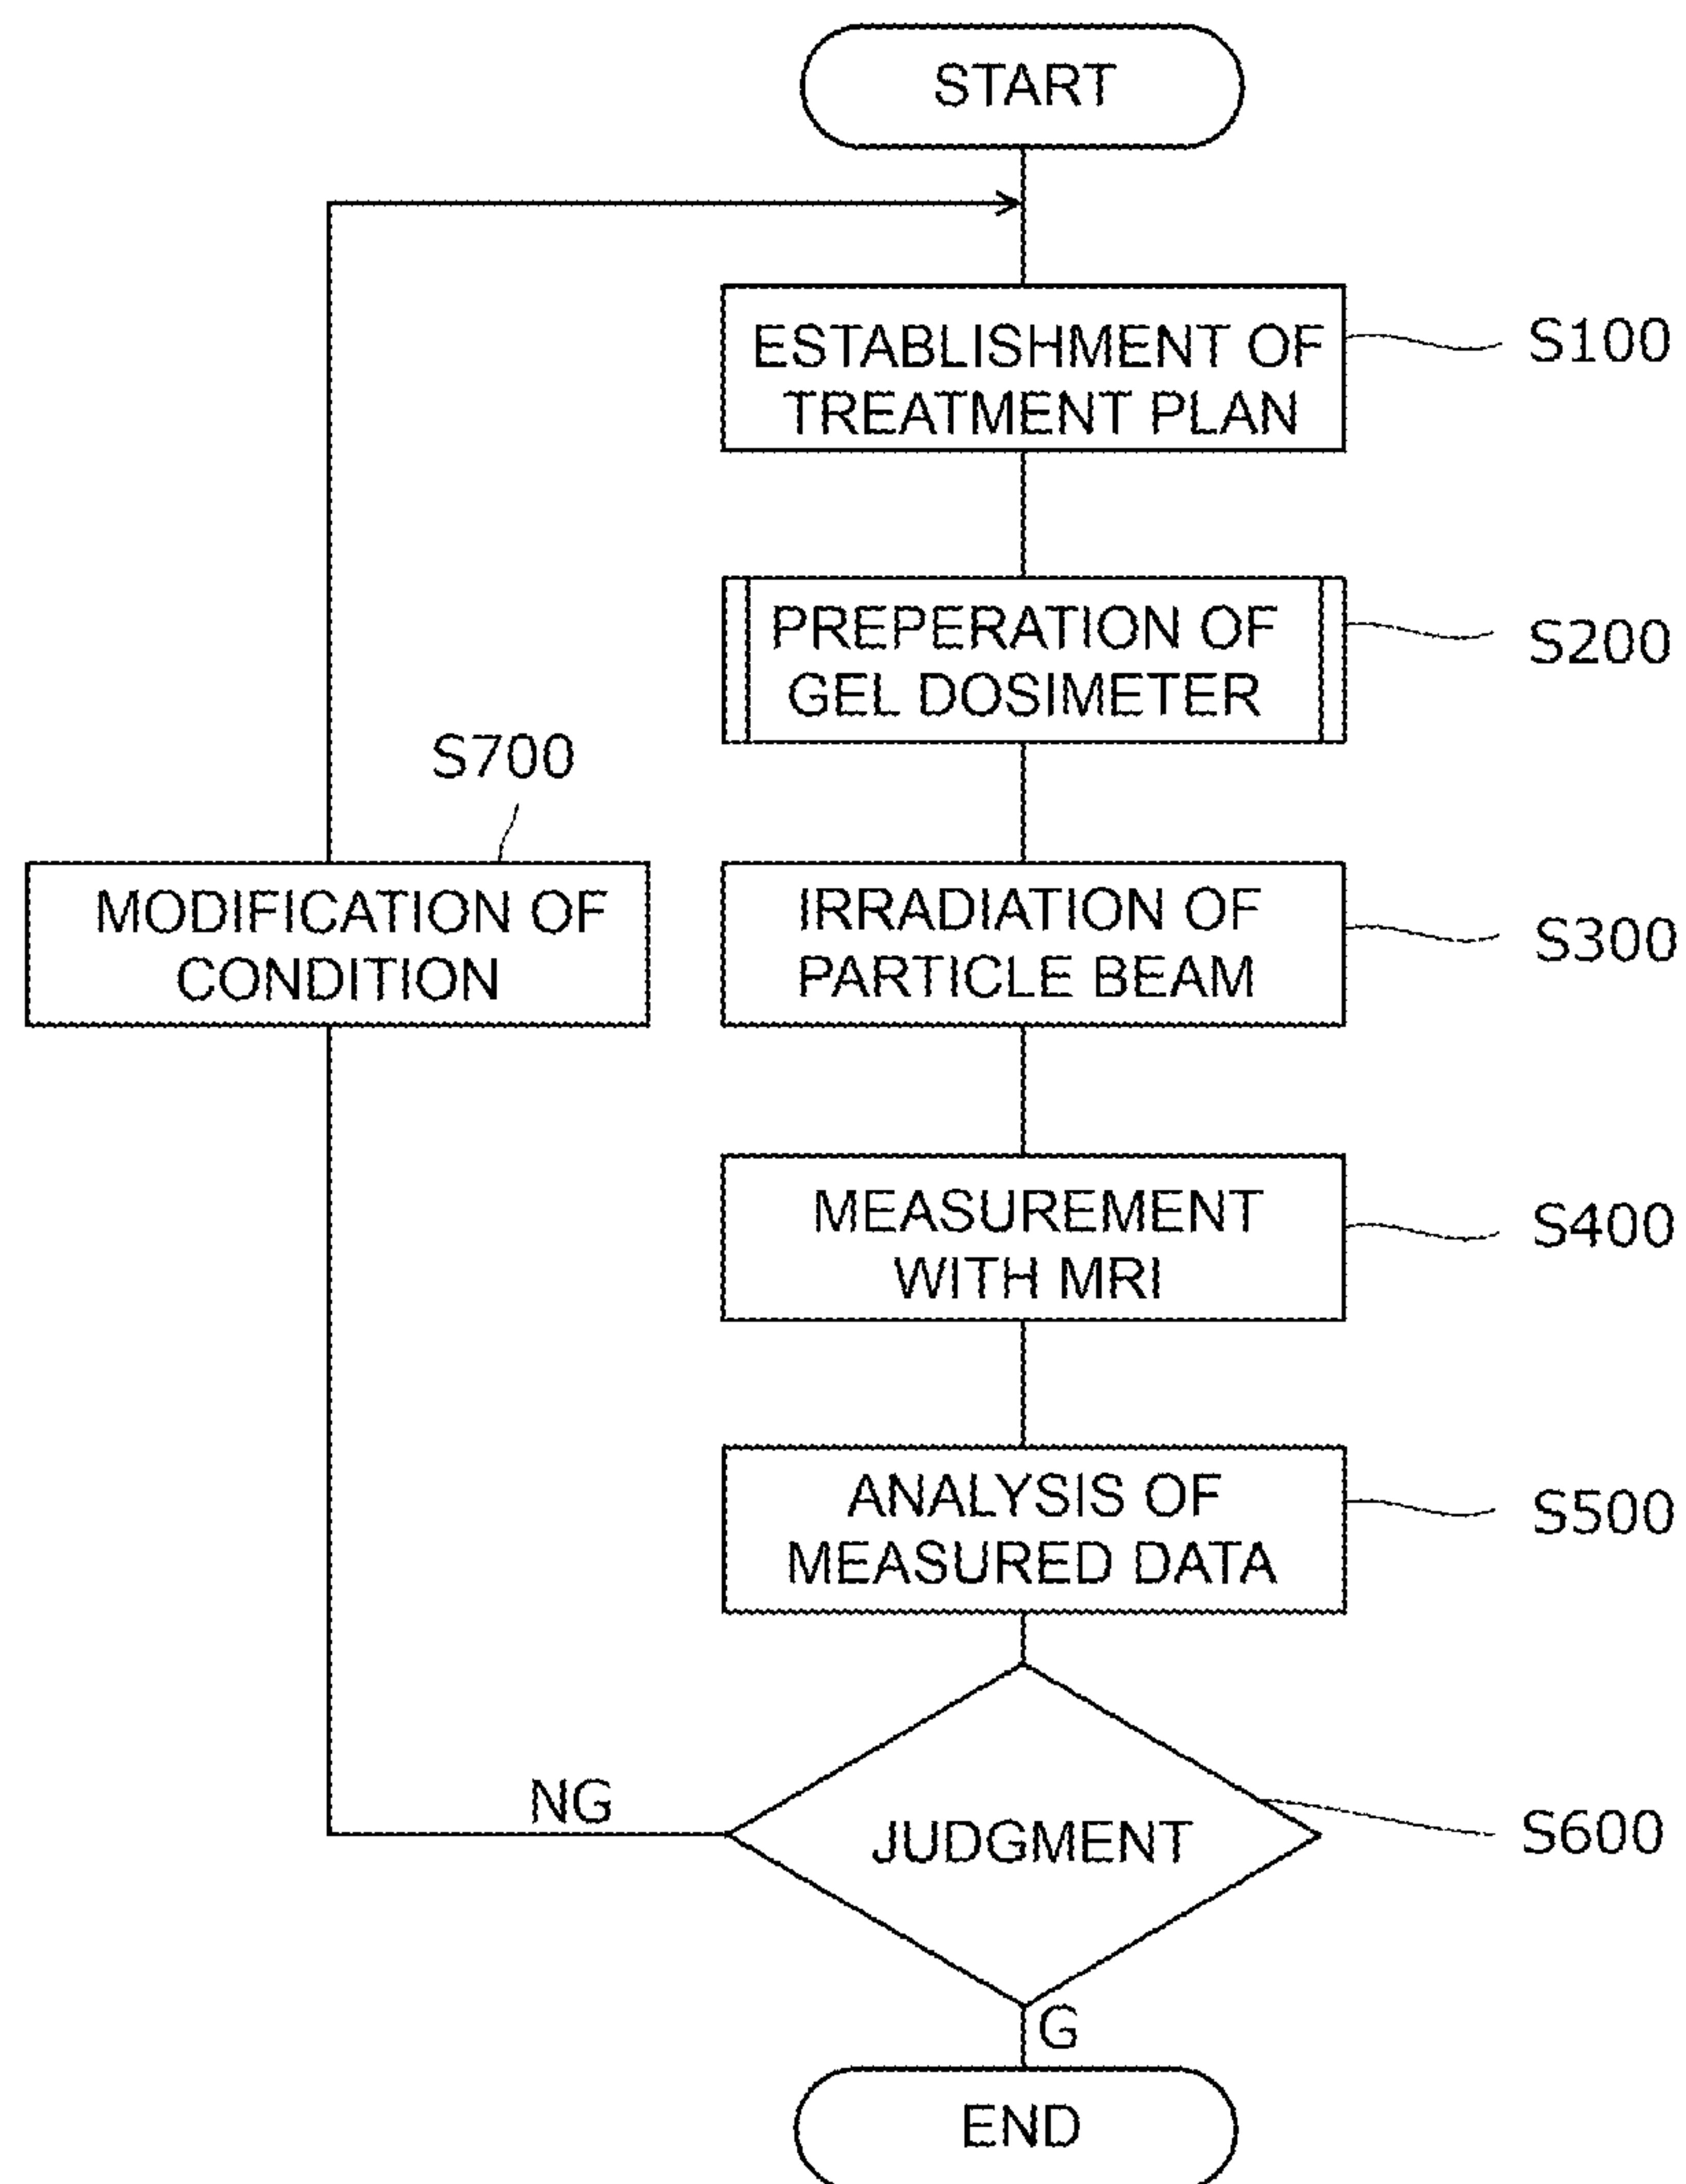 START
ESTABLISHMENT OF
TREATMENT PLAN
S100
PREPERATION OF
GEL DOSIMETER
S200
S700
MODIFICATION OF
CONDITION
IRRADIATION OF
PARTICLE BEAM
S300
MEASUREMENT
WITH MRI
S400
ANALYSIS OF
MEASURED DATA
S500
NG
JUDGMENT
S600
G
END